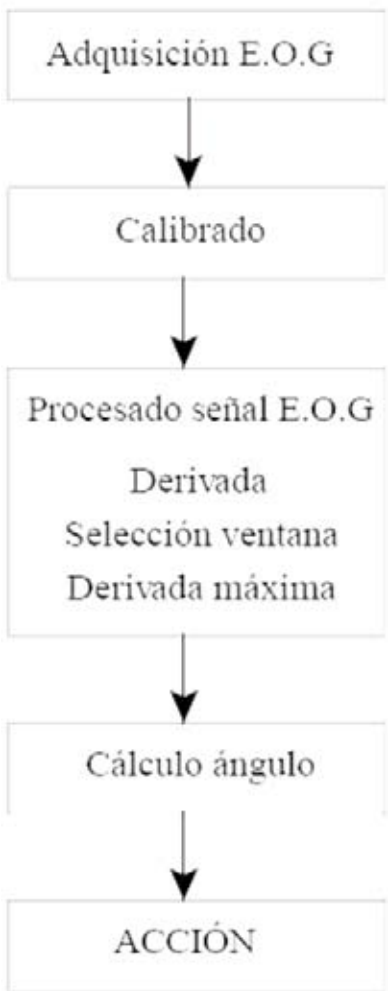 Adquisición E.O.G
Calibrado
Procesado señal E.O.G
Derivada
Selección ventana
Derivada máxima
Cálculo ángulo
ACCIÓN